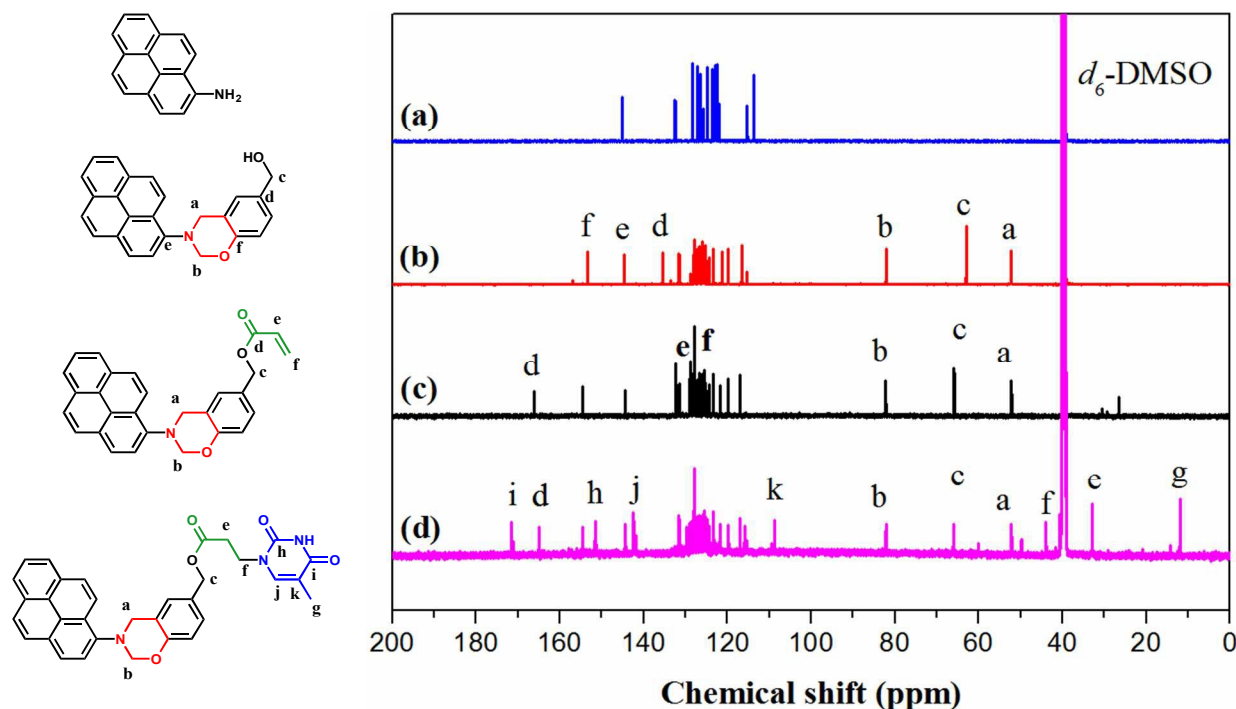 NH2
HO
c
d
a
N
e
f
O
b
O
e
d
O
f
c
a
N
b
O
e
O
O
h
NH
O
c
f
N
O
i
j
k
g
a
N
O
b
d6-DMSO
(a)
f e d b c a
(b)
d e f b c a
(c)
i d h j k b c a f e g
(d)
200 180 160 140 120 100 80 60 40 20 0
Chemical shift (ppm)